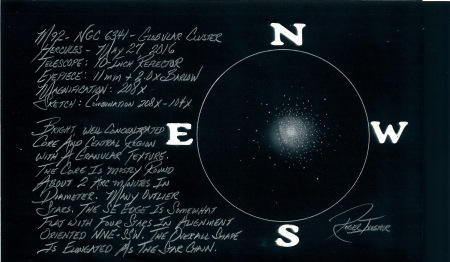 M92 - NGC 6341 - Globular Cluster
Hercules - May 27 2016
Telescope: 10-Inch Reflector
Eyepiece: 11mm + 2.0x Barlow
Magnification: 208x
Sketch: Combination 208x - 104x
Bright, well concentrated
core and central region
with a granular texture.
The core is mostly round
about 2 arc minutes in
diameter. Many outlier
stars. The SE edge is somewhat
flat with four stars in alignment
oriented NNE-SSW. The overall shape
is elongated as the star chain.
N
E
W
S